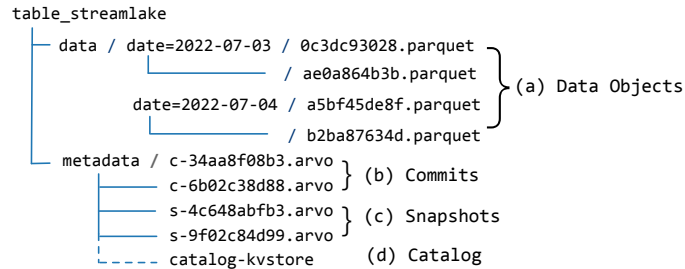 table_streamlake
data / date=2022-07-03 / 0c3dc93028.parquet
/ ae0a864b3b.parquet
(a) Data Objects
date=2022-07-04 / a5bf45de8f.parquet
/ b2ba87634d.parquet
metadata / c-34aa8f08b3.arvo
(b) Commits
c-6b02c38d88.arvo
s-4c648abfb3.arvo
(c) Snapshots
s-9f02c84d99.arvo
catalog-kvstore (d) Catalog